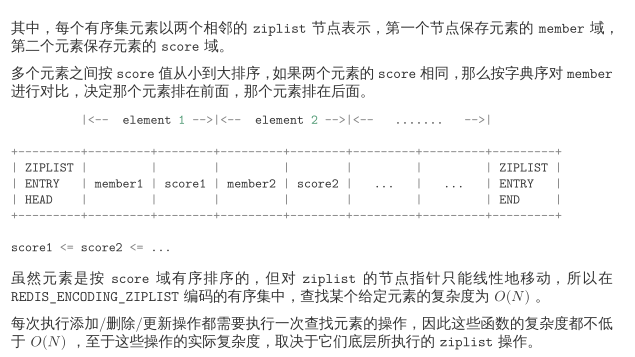 其中，每个有序集元素以两个相邻的 ziplist 节点表示，第一个节点保存元素的 member 域，
第二个元素保存元素的 score 域。
多个元素之间按 score 值从小到大排序，如果两个元素的 score 相同，那么按字典序对 member
进行对比，决定那个元素排在前面，那个元素排在后面。
          |<--  element 1 -->|<--  element 2 -->|<--   .......   -->|
+---------+---------+--------+---------+--------+---------+---------+---------+
| ZIPLIST |         |        |         |        |         |         | ZIPLIST |
| ENTRY   | member1 | score1 | member2 | score2 |   ...   |   ...   | ENTRY   |
| HEAD    |         |        |         |        |         |         | END     |
+---------+---------+--------+---------+--------+---------+---------+---------+
score1 <= score2 <= ...
虽然元素是按 score 域有序排序的，但对 ziplist 的节点指针只能线性地移动，所以在
REDIS_ENCODING_ZIPLIST 编码的有序集中，查找某个给定元素的复杂度为 O(N) 。
每次执行添加/删除/更新操作都需要执行一次查找元素的操作，因此这些函数的复杂度都不低
于 O(N) ，至于这些操作的实际复杂度，取决于它们底层所执行的 ziplist 操作。